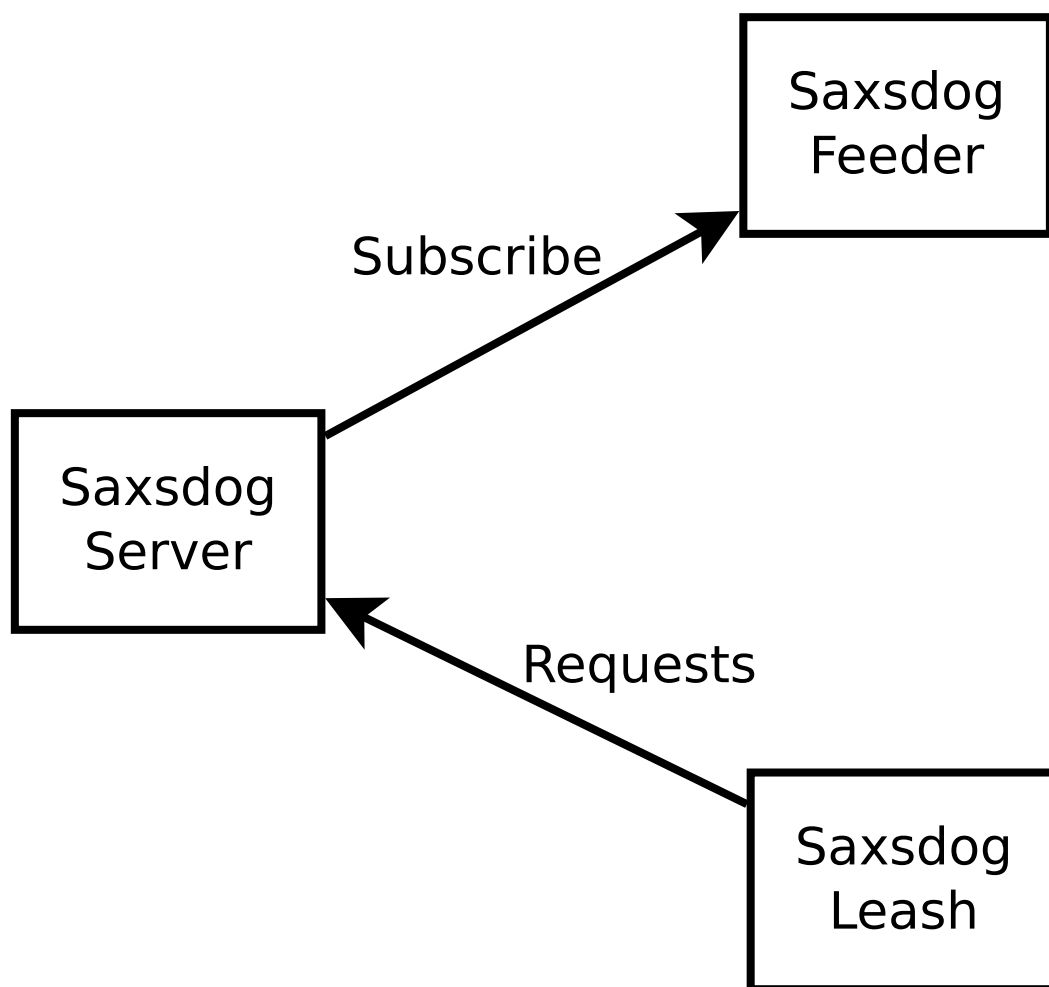 Saxsdog
Feeder
Subscribe
Saxsdog
Server
Requests
Saxsdog
Leash